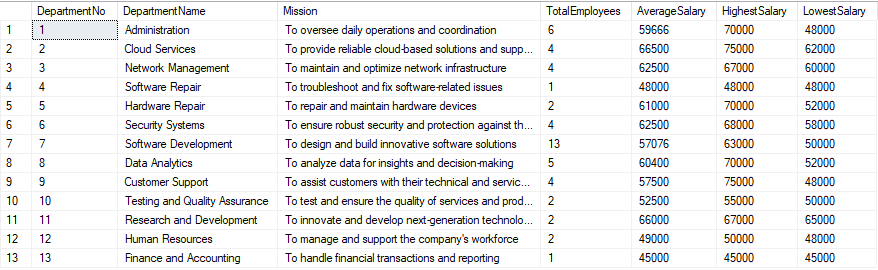 DepartmentNo DepartmentName Mission TotalEmployees AverageSalary HighestSalary LowestSalary
1 1 Administration To oversee daily operations and coordination 6 59666 70000 48000
2 2 Cloud Services To provide reliable cloud-based solutions and supp... 4 66500 75000 62000
3 3 Network Management To maintain and optimize network infrastructure 4 62500 67000 60000
4 4 Software Repair To troubleshoot and fix software-related issues 1 48000 48000 48000
5 5 Hardware Repair To repair and maintain hardware devices 2 61000 70000 52000
6 6 Security Systems To ensure robust security and protection against th... 4 62500 68000 58000
7 7 Software Development To design and build innovative software solutions 13 57076 63000 50000
8 8 Data Analytics To analyze data for insights and decision-making 5 60400 70000 52000
9 9 Customer Support To assist customers with their technical and servic... 4 57500 75000 48000
10 10 Testing and Quality Assurance To test and ensure the quality of services and prod... 2 52500 55000 50000
11 11 Research and Development To innovate and develop next-generation technolo... 2 66000 67000 65000
12 12 Human Resources To manage and support the company's workforce 2 49000 50000 48000
13 13 Finance and Accounting To handle financial transactions and reporting 1 45000 45000 45000